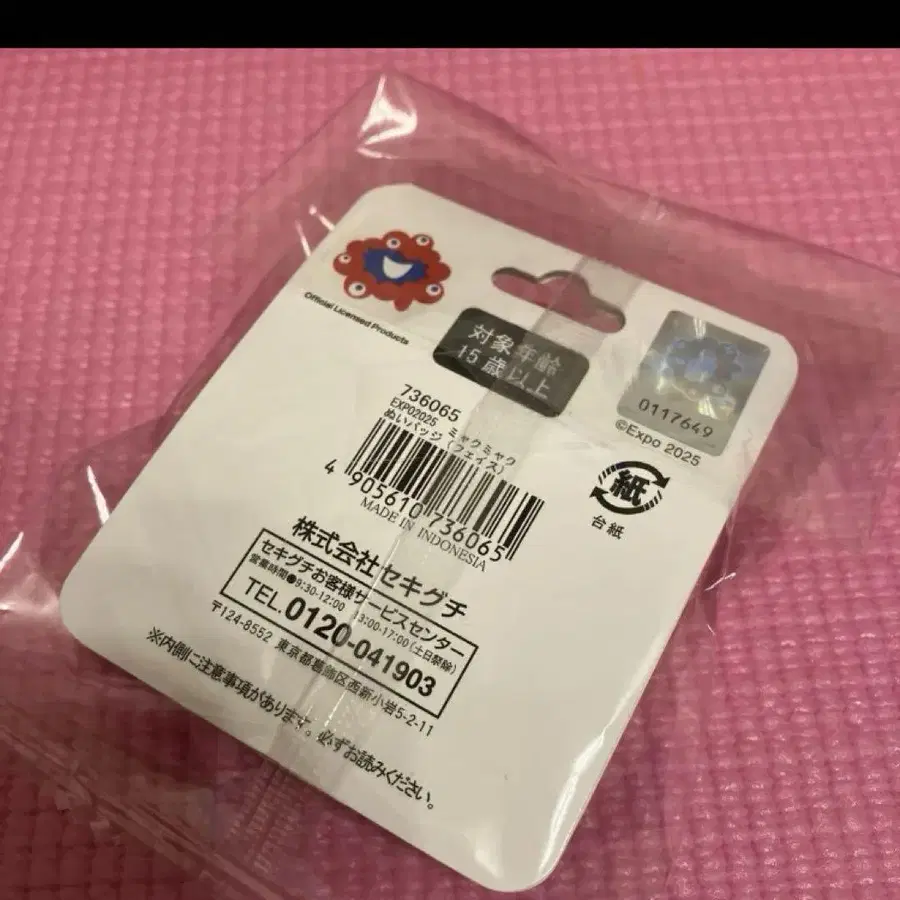 Official Licensed Products
対象年齢
15歳以上
0117649
©Expo 2025
736065
EXPO2025 ミャクミャク
ぬいバッジ(フェイス)
4 905610 736065
MADE IN INDONESIA
紙
台紙
株式会社セキグチ
セキグチお客様サービスセンター
営業時間●9:30-12:00 13:00-17:00(土日祭除)
TEL.0120-041903
〒124-8552 東京都葛飾区西新小岩5-2-11
※内側に注意事項があります。必ずお読みください。